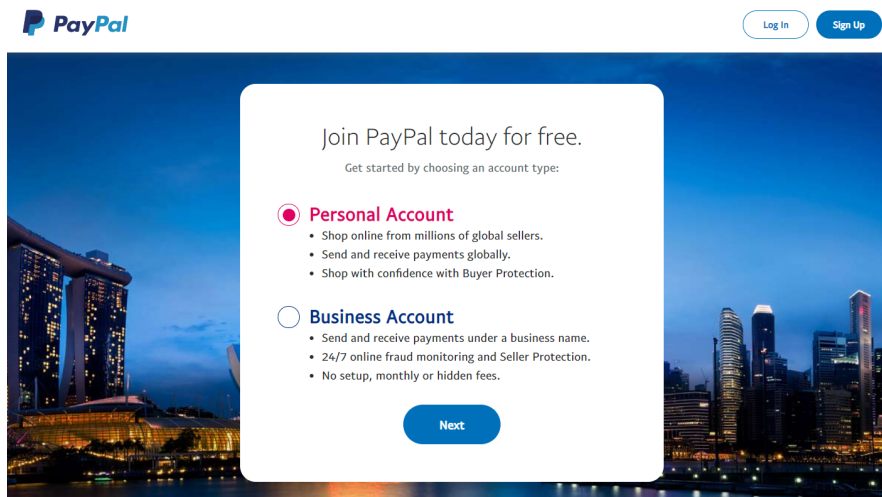 PayPal
Log In
Sign Up
Join PayPal today for free.
Get started by choosing an account type:
Personal Account
• Shop online from millions of global sellers.
• Send and receive payments globally.
• Shop with confidence with Buyer Protection.
Business Account
• Send and receive payments under a business name.
• 24/7 online fraud monitoring and Seller Protection.
• No setup, monthly or hidden fees.
Next